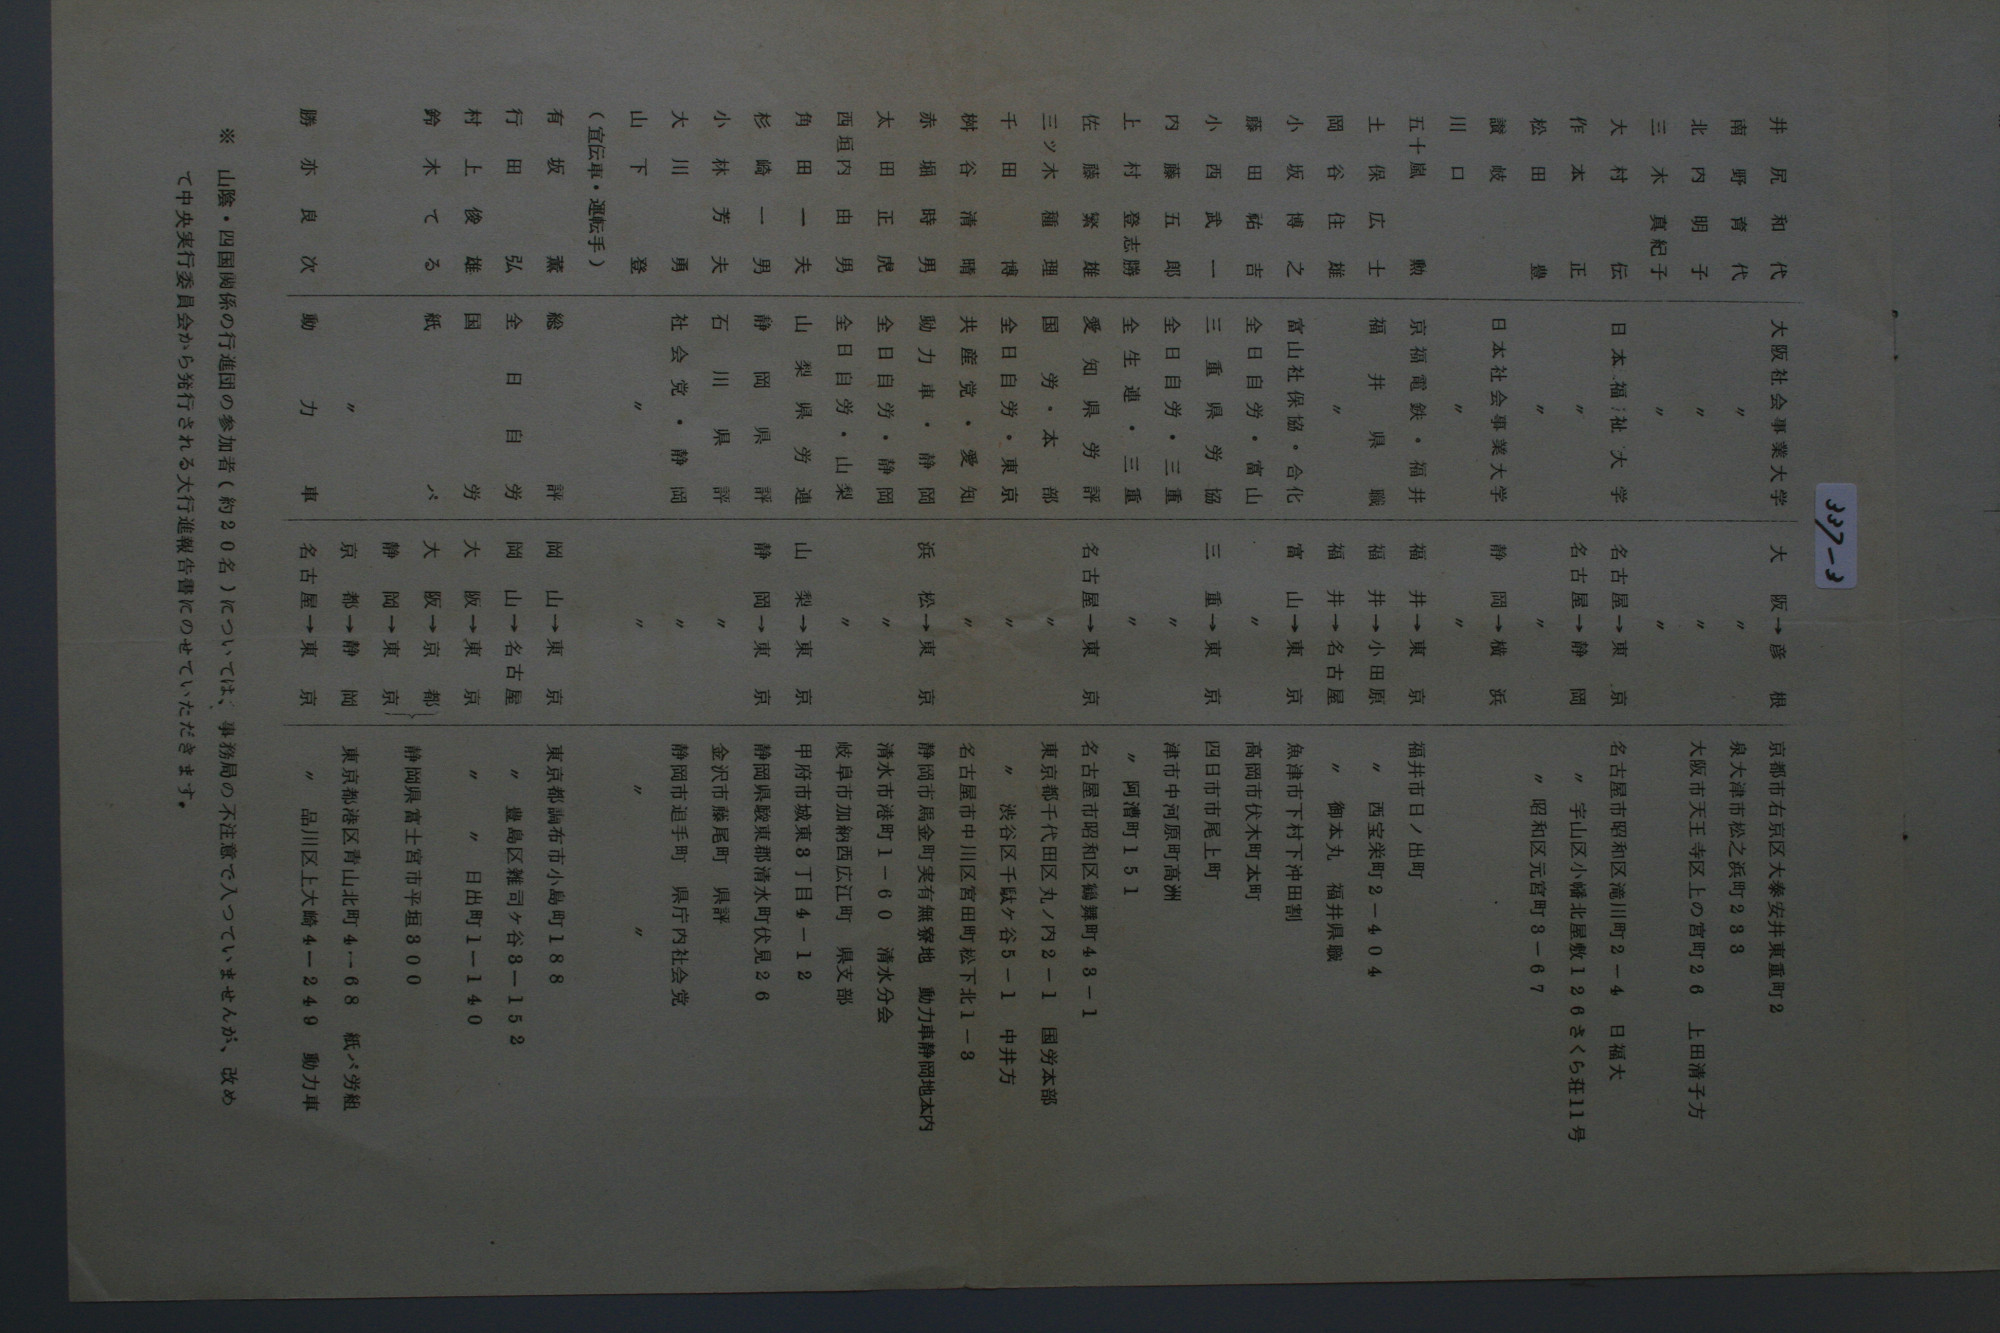 337-3
井尻和代 大阪社会事業大学 大阪→彦根 京都市右京区大秦安井東重町2
南野育代 〃 〃 泉大津市松之浜町233
北内明子 〃 〃 大阪市天王寺区上の宮町26 上田清子方
三木真紀子 〃 〃
大村伝 日本福祉大学 名古屋→東京 名古屋市昭和区滝川町2-4 日福大
作本正 〃 名古屋→静岡 〃 宇山区小幡北屋敷126さくら荘11号
松田豊 〃 〃 〃 昭和区元宮町3-67
讃岐 日本社会事業大学 静岡→横浜
川口 〃 〃
五十嵐勲 京福電鉄・福井 福井→東京 福井市日ノ出町
土保広士 福井県職 福井→小田原 〃 西宝栄町2-404
岡谷住雄 〃 福井→名古屋 〃 御本丸 福井県職
小坂博之 富山社保協・合化 富山→東京 魚津市下村下沖田割
藤田祐吉 全日自労・富山 〃 高岡市伏木町本町
小西武一 三重県労協 三重→東京 四日市市尾上町
内藤五郎 全日自労・三重 〃 津市中河原町高洲
上村登志勝 全生連・三重 〃 〃 阿漕町151
佐藤繁雄 愛知県労評 名古屋→東京 名古屋市昭和区鶴舞町43-1
三ッ木種理 国労・本部 〃 東京都千代田区丸ノ内2-1 国労本部
千田博 全日自労・東京 〃 〃 渋谷区千駄ケ谷5-1 中井方
桝谷清晴 共産党・愛知 〃 名古屋市中川区宮田町松下北1-3
赤堀時男 動力車・静岡 浜松→東京 静岡市馬金町実有無寮地 動力車静岡地本内
太田正虎 全日自労・静岡 〃 清水市港町1-60 清水分会
西垣内由男 全日自労・山梨 〃 岐阜市加納西広江町 県支部
角田一夫 山梨県労連 山梨→東京 甲府市城東3丁目4-12
杉崎一男 静岡県評 静岡→東京 静岡県駿東郡清水町伏見26
小林芳夫 石川県評 〃 金沢市藤尾町 県評
大川勇 社会党・静岡 〃 静岡市追手町 県庁内社会党
山下登 〃 〃 〃 〃
(宣伝車・運転手)
有坂薫 総評 岡山→東京 東京都調布市小島町188
行田弘 全日自労 岡山→名古屋 〃 豊島区雑司ケ谷3-152
村上俊雄 国労 大阪→東京 〃 〃 日出町1-140
鈴木てる 紙パ 大阪→京都
静岡→東京 静岡県富士宮市平垣300
〃 京都→静岡 東京都港区青山北町4-68 紙パ労組
勝亦良次 動力車 名古屋→東京 〃 品川区上大崎4-249 動力車
※ 山陰・四国関係の行進団の参加者(約20名)については、事務局の不注意で入つていませんが、改め
て中央実行委員会から発行される大行進報告書にのせていただきます。